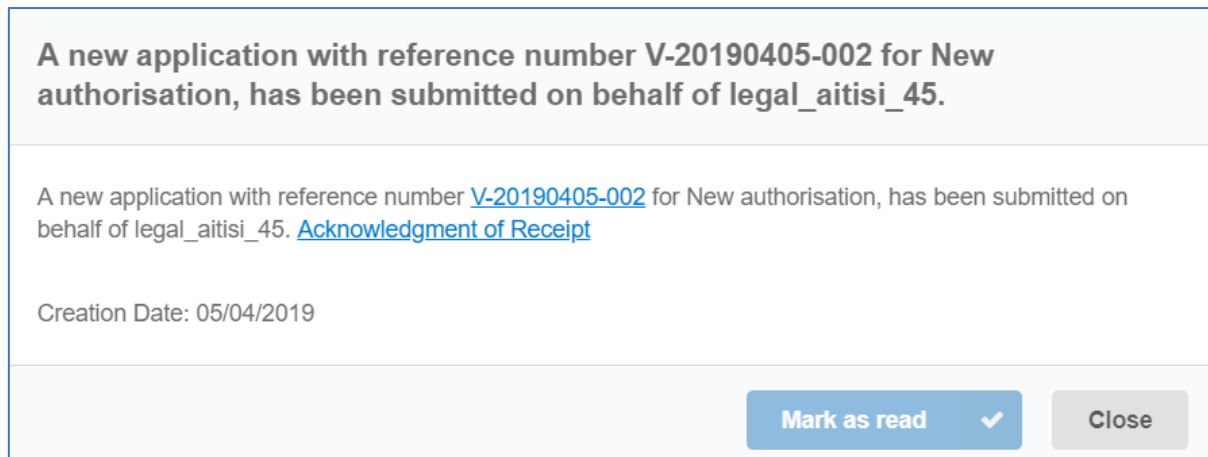 A new application with reference number V-20190405-002 for New
authorisation, has been submitted on behalf of legal_aitisi_45.
A new application with reference number V-20190405-002 for New authorisation, has been submitted on
behalf of legal_aitisi_45. Acknowledgment of Receipt
Creation Date: 05/04/2019
Mark as read
Close